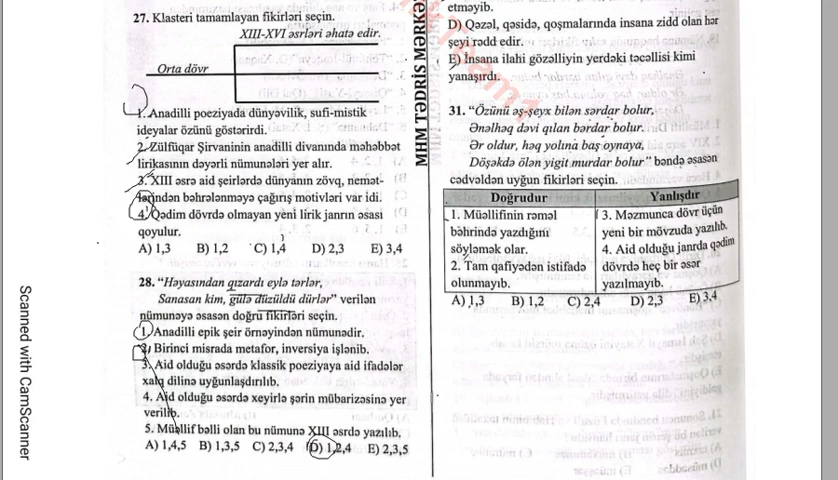 27. Klasteri tamamlayan fikirləri seçin.
XIII-XVI əsrləri əhatə edir.
Orta dövr
1. Anadilli poeziyada dünyəvilik, sufi-mistik
ideyalar özünü göstərirdi.
2. Zülfüqar Şirvaninin anadilli divanında məhəbbət
lirikasının dəyərli nümunələri yer alır.
3. XIII əsrə aid şeirlərdə dünyanın zövq, nemət-
lərindən bəhrələnməyə çağırış motivləri var idi.
4. Qədim dövrdə olmayan yeni lirik janrın əsası
qoyulur.
A) 1,3 B) 1,2 C) 1,4 D) 2,3 E) 3,4
28. “Həyasından qızardı eylə tərlər,
Sanasan kim, gülə düzüldü dürlər” verilən
nümunəyə əsasən doğru fikirləri seçin.
1. Anadilli epik şeir örnəyindən nümunədir.
2. Birinci misrada metafor, inversiya işlənib.
3. Aid olduğu əsərdə klassik poeziyaya aid ifadələr
xalq dilinə uyğunlaşdırılıb.
4. Aid olduğu əsərdə xeyirlə şərin mübarizəsinə yer
verilib.
5. Müəllif bəlli olan bu nümunə XIII əsrdə yazılıb.
A) 1,4,5 B) 1,3,5 C) 2,3,4 D) 1,2,4 E) 2,3,5
MHM TƏDRİS MƏRKƏ
etməyib.
D) Qəzəl, qəsidə, qoşmalarında insana zidd olan hər
şeyi rədd edir.
E) İnsana ilahi gözəlliyin yerdəki təcəllisi kimi
yanaşırdı.
31. “Özünü əş-şeyx bilən sərdar bolur,
Ənəlhəq dəvi qılan bərdar bolur.
Ər oldur, həq yolına baş oynaya,
Döşəkdə ölən yigit murdar bolur” bəndə əsasən
cədvəldən uyğun fikirləri seçin.
Doğrudur Yanlışdır
1. Müəllifinin rəməl
bəhrində yazdığını
söyləmək olar.
2. Tam qafiyədən istifadə
olunmayıb.
3. Məzmunca dövr üçün
yeni bir mövzuda yazılıb.
4. Aid olduğu janrda qədim
dövrdə heç bir əsər
yazılmayıb.
A) 1,3 B) 1,2 C) 2,4 D) 2,3 E) 3,4
Scanned with CamScanner